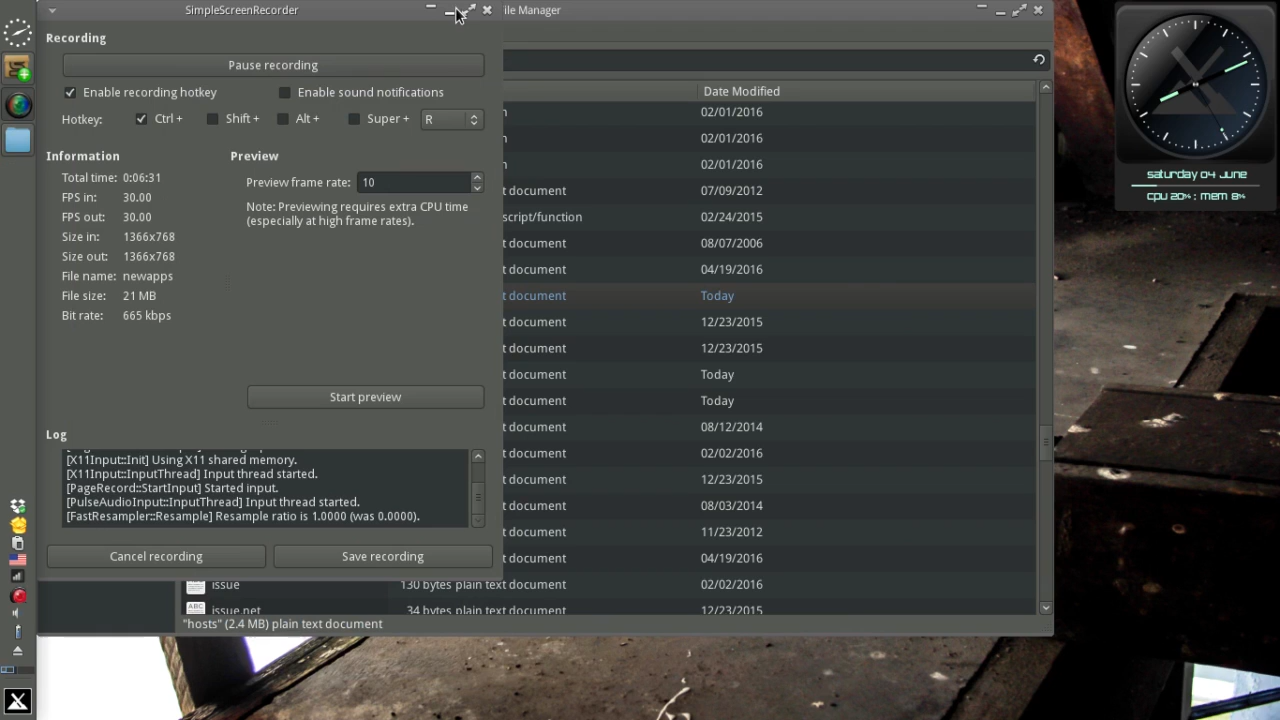 SimpleScreenRecorder
ile Manager
Recording
Pause recording
Enable recording hotkey
Enable sound notifications
Hotkey: Ctrl + Shift + Alt + Super + R
Information
Total time: 0:06:31
FPS in: 30.00
FPS out: 30.00
Size in: 1366x768
Size out: 1366x768
File name: newapps
File size: 21 MB
Bit rate: 665 kbps
Preview
Preview frame rate: 10
Note: Previewing requires extra CPU time
(especially at high frame rates).
Start preview
Log
[X11Input::Init] Using X11 shared memory.
[X11Input::InputThread] Input thread started.
[PageRecord::StartInput] Started input.
[PulseAudioInput::InputThread] Input thread started.
[FastResampler::Resample] Resample ratio is 1.0000 (was 0.0000).
Cancel recording
Save recording
Date Modified
n 02/01/2016
n 02/01/2016
n 02/01/2016
t document 07/09/2012
script/function 02/24/2015
t document 08/07/2006
t document 04/19/2016
t document Today
t document 12/23/2015
t document 12/23/2015
t document Today
t document Today
t document 08/12/2014
t document 02/02/2016
t document 12/23/2015
t document 08/03/2014
t document 11/23/2012
t document 04/19/2016
issue 130 bytes plain text document 02/02/2016
issue.net 34 bytes plain text document 12/23/2015
"hosts" (2.4 MB) plain text document
saturday 04 june
cpu 20% : mem 8%